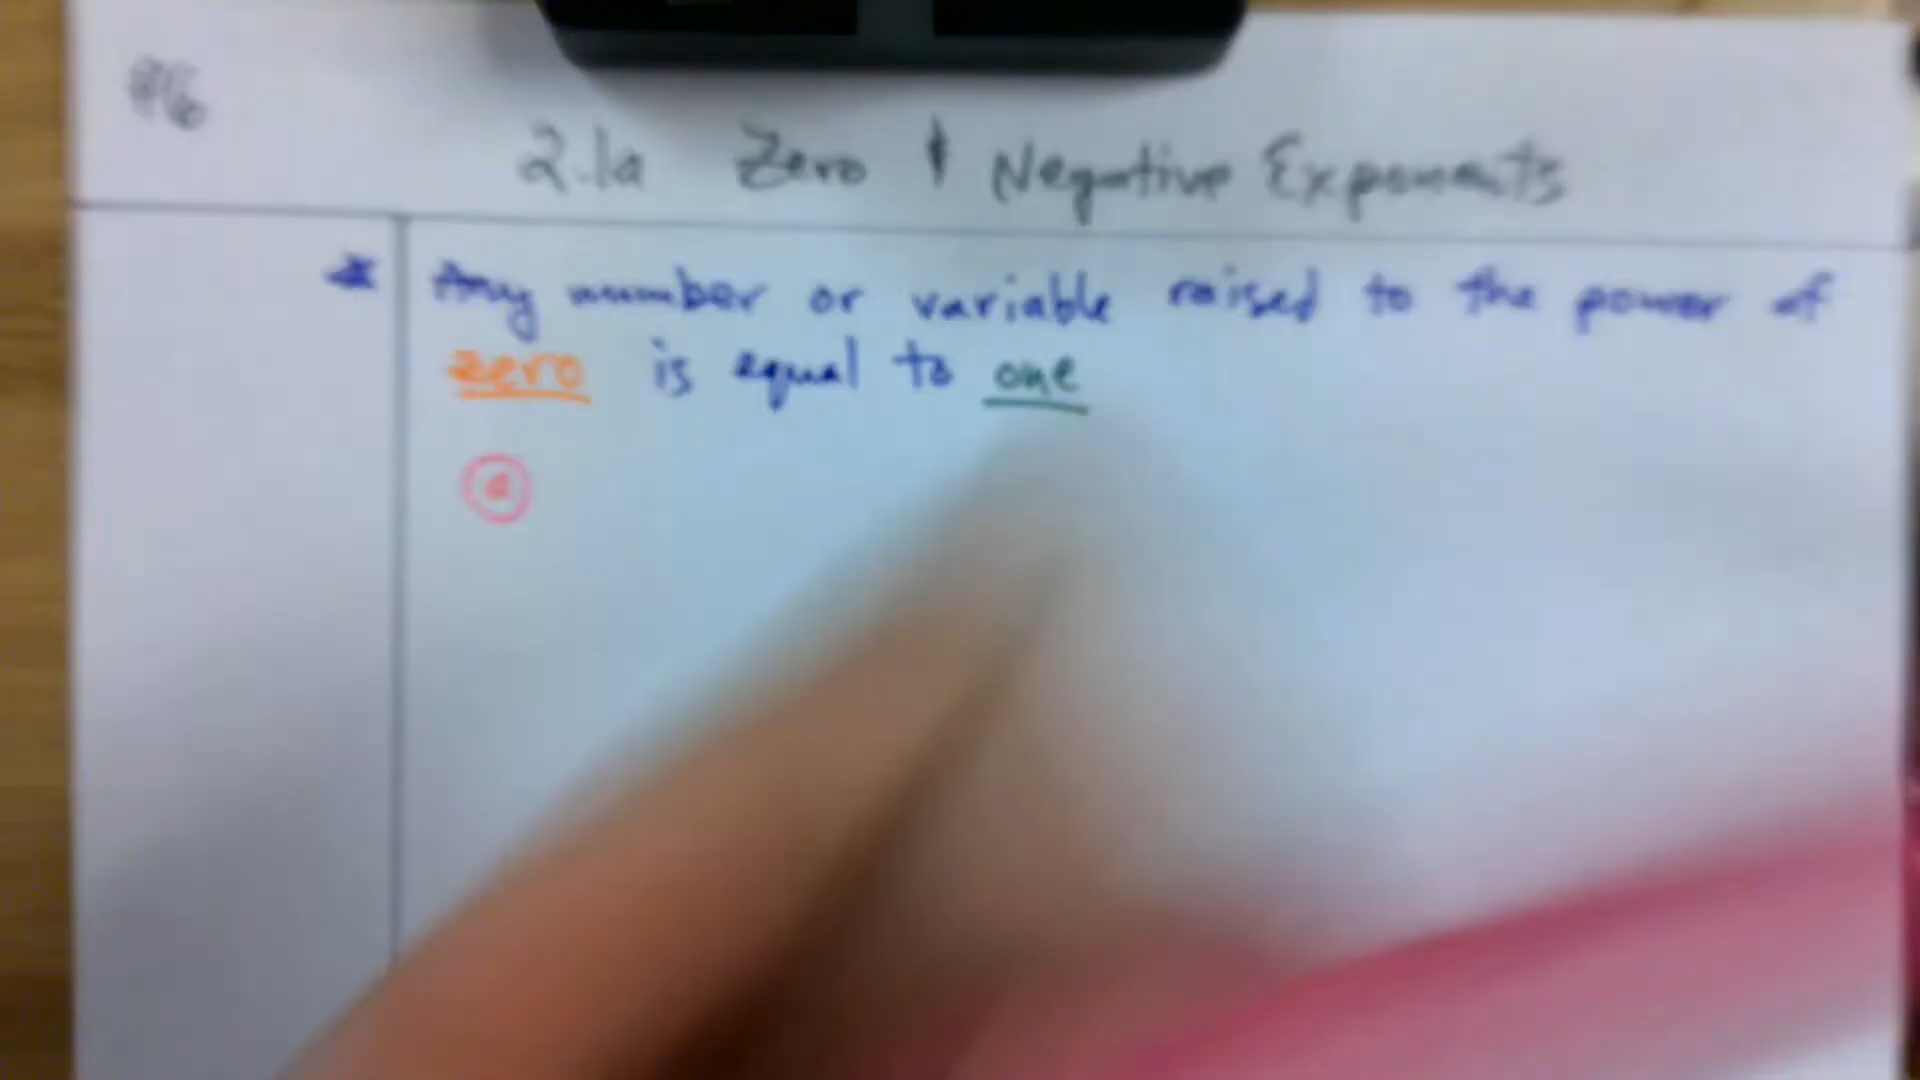 2.1a Zero & Negative Exponents
* Any number or variable raised to the power of
zero is equal to one
a